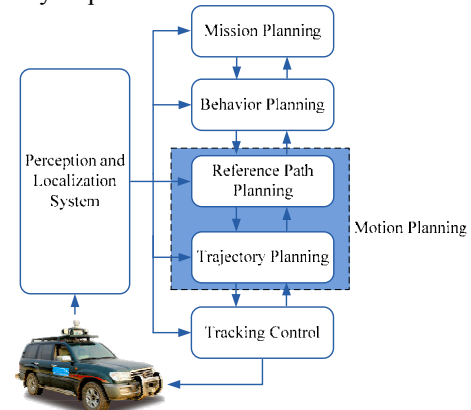 Mission Planning
Behavior Planning
Perception and
Localization
System
Reference Path
Planning
Trajectory Planning
Motion Planning
Tracking Control